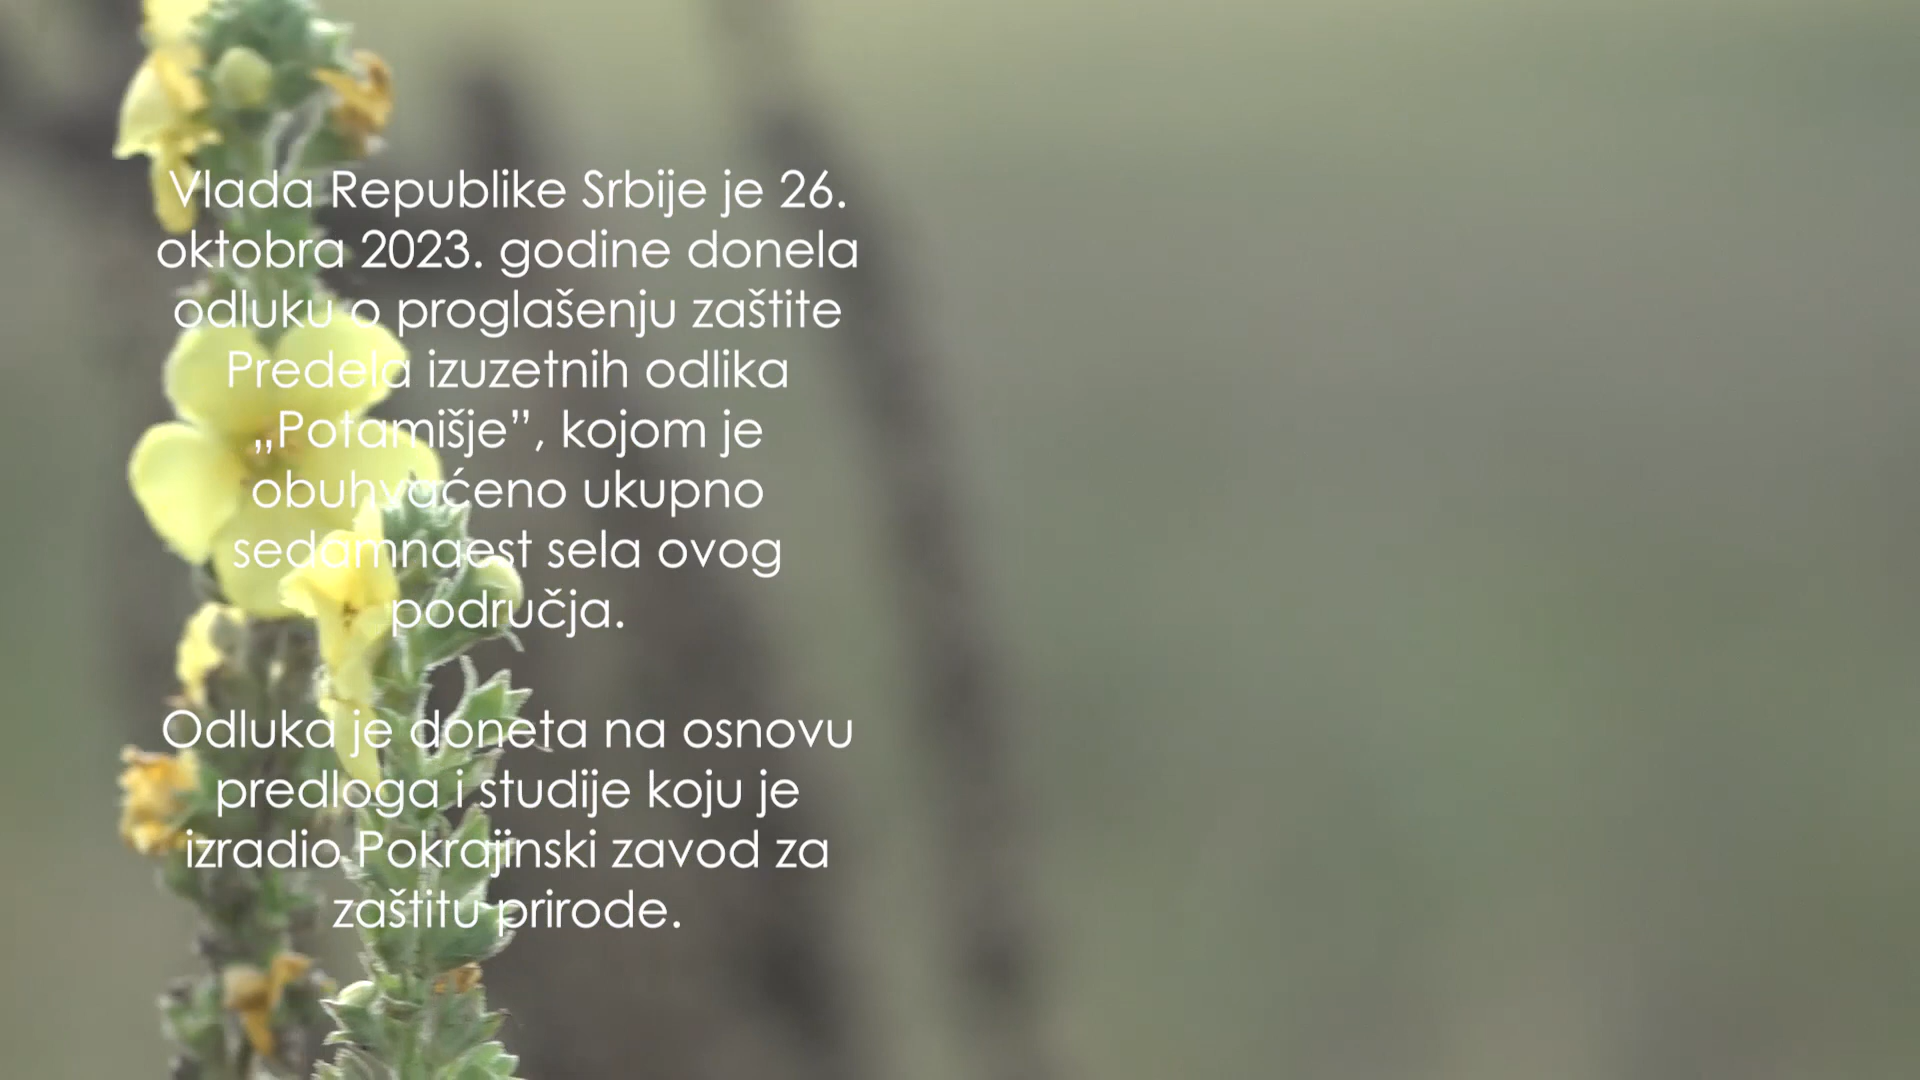 Vlada Republike Srbije je 26.
oktobra 2023. godine donela
odluku o proglašenju zaštite
Predela izuzetnih odlika
„Potamišje”, kojom je
obuhvaćeno ukupno
sedamnaest sela ovog
područja.
Odluka je doneta na osnovu
predloga i studije koju je
izradio Pokrajinski zavod za
zaštitu prirode.